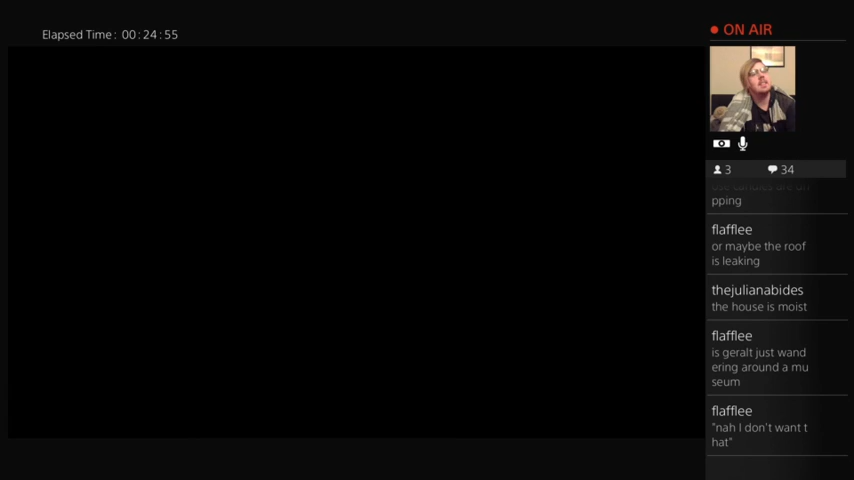 Elapsed Time: 00:24:55
ON AIR
3
34
pping
flafflee
or maybe the roof
is leaking
thejulianabides
the house is moist
flafflee
is geralt just wand
ering around a mu
seum
flafflee
"nah I don't want t
hat"